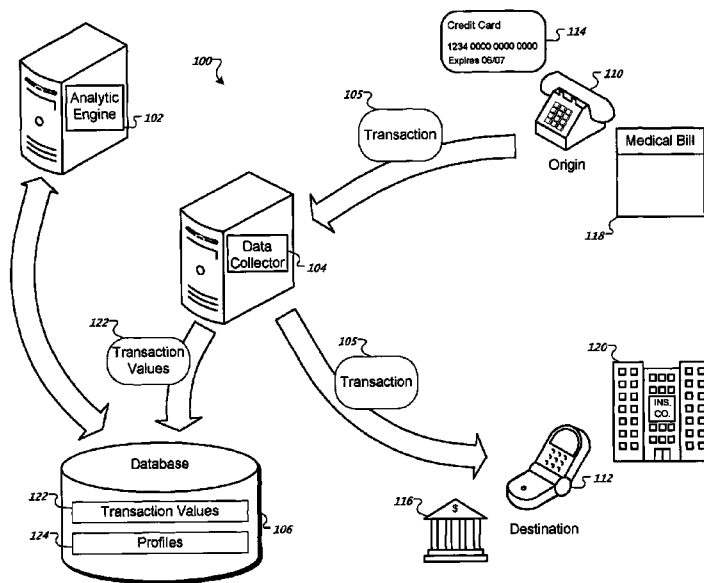 Credit Card
1234 0000 0000 0000
Expires 06/07
114
100
110
Analytic
Engine
102
105
Transaction
Origin
Medical Bill
118
Data
Collector
104
122
Transaction
Values
105
Transaction
120
INS.
CO.
Database
122
Transaction Values
106
124
Profiles
116
$
112
Destination